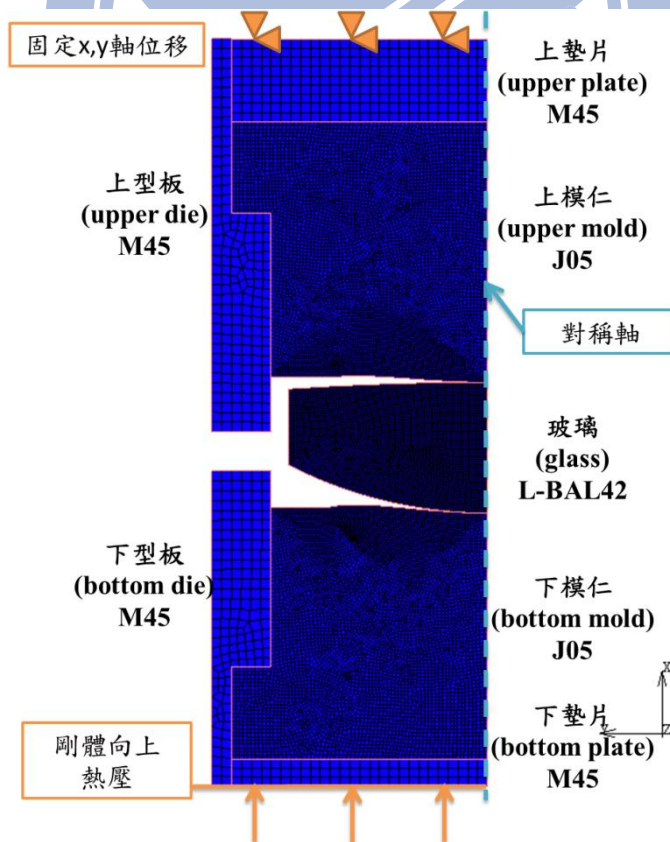 固定x,y軸位移
上墊片
(upper plate)
M45
上型板
(upper die)
M45
上模仁
(upper mold)
J05
對稱軸
玻璃
(glass)
L-BAL42
下型板
(bottom die)
M45
下模仁
(bottom mold)
J05
剛體向上
熱壓
下墊片
(bottom plate)
M45